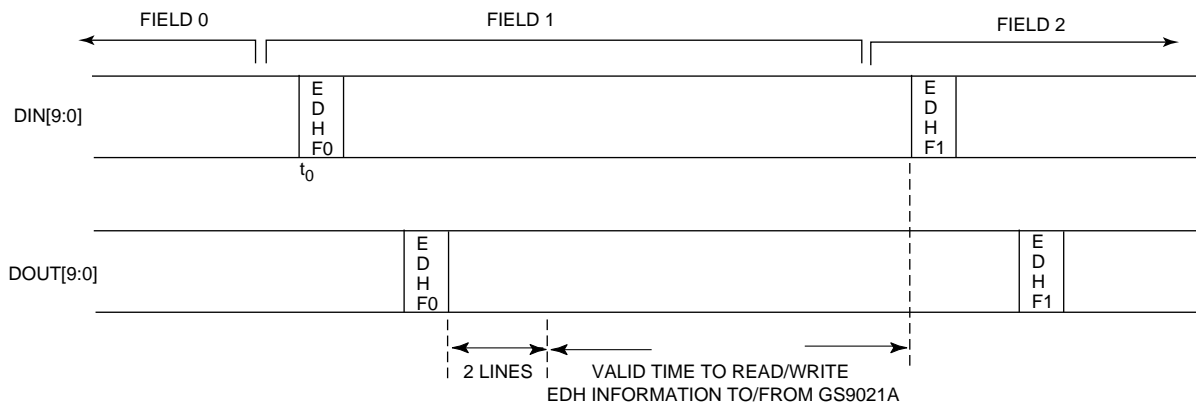 FIELD 0
FIELD 1
FIELD 2
DIN[9:0]
E
D
H
F0
E
D
H
F1
t0
DOUT[9:0]
E
D
H
F0
E
D
H
F1
2 LINES
VALID TIME TO READ/WRITE
EDH INFORMATION TO/FROM GS9021A